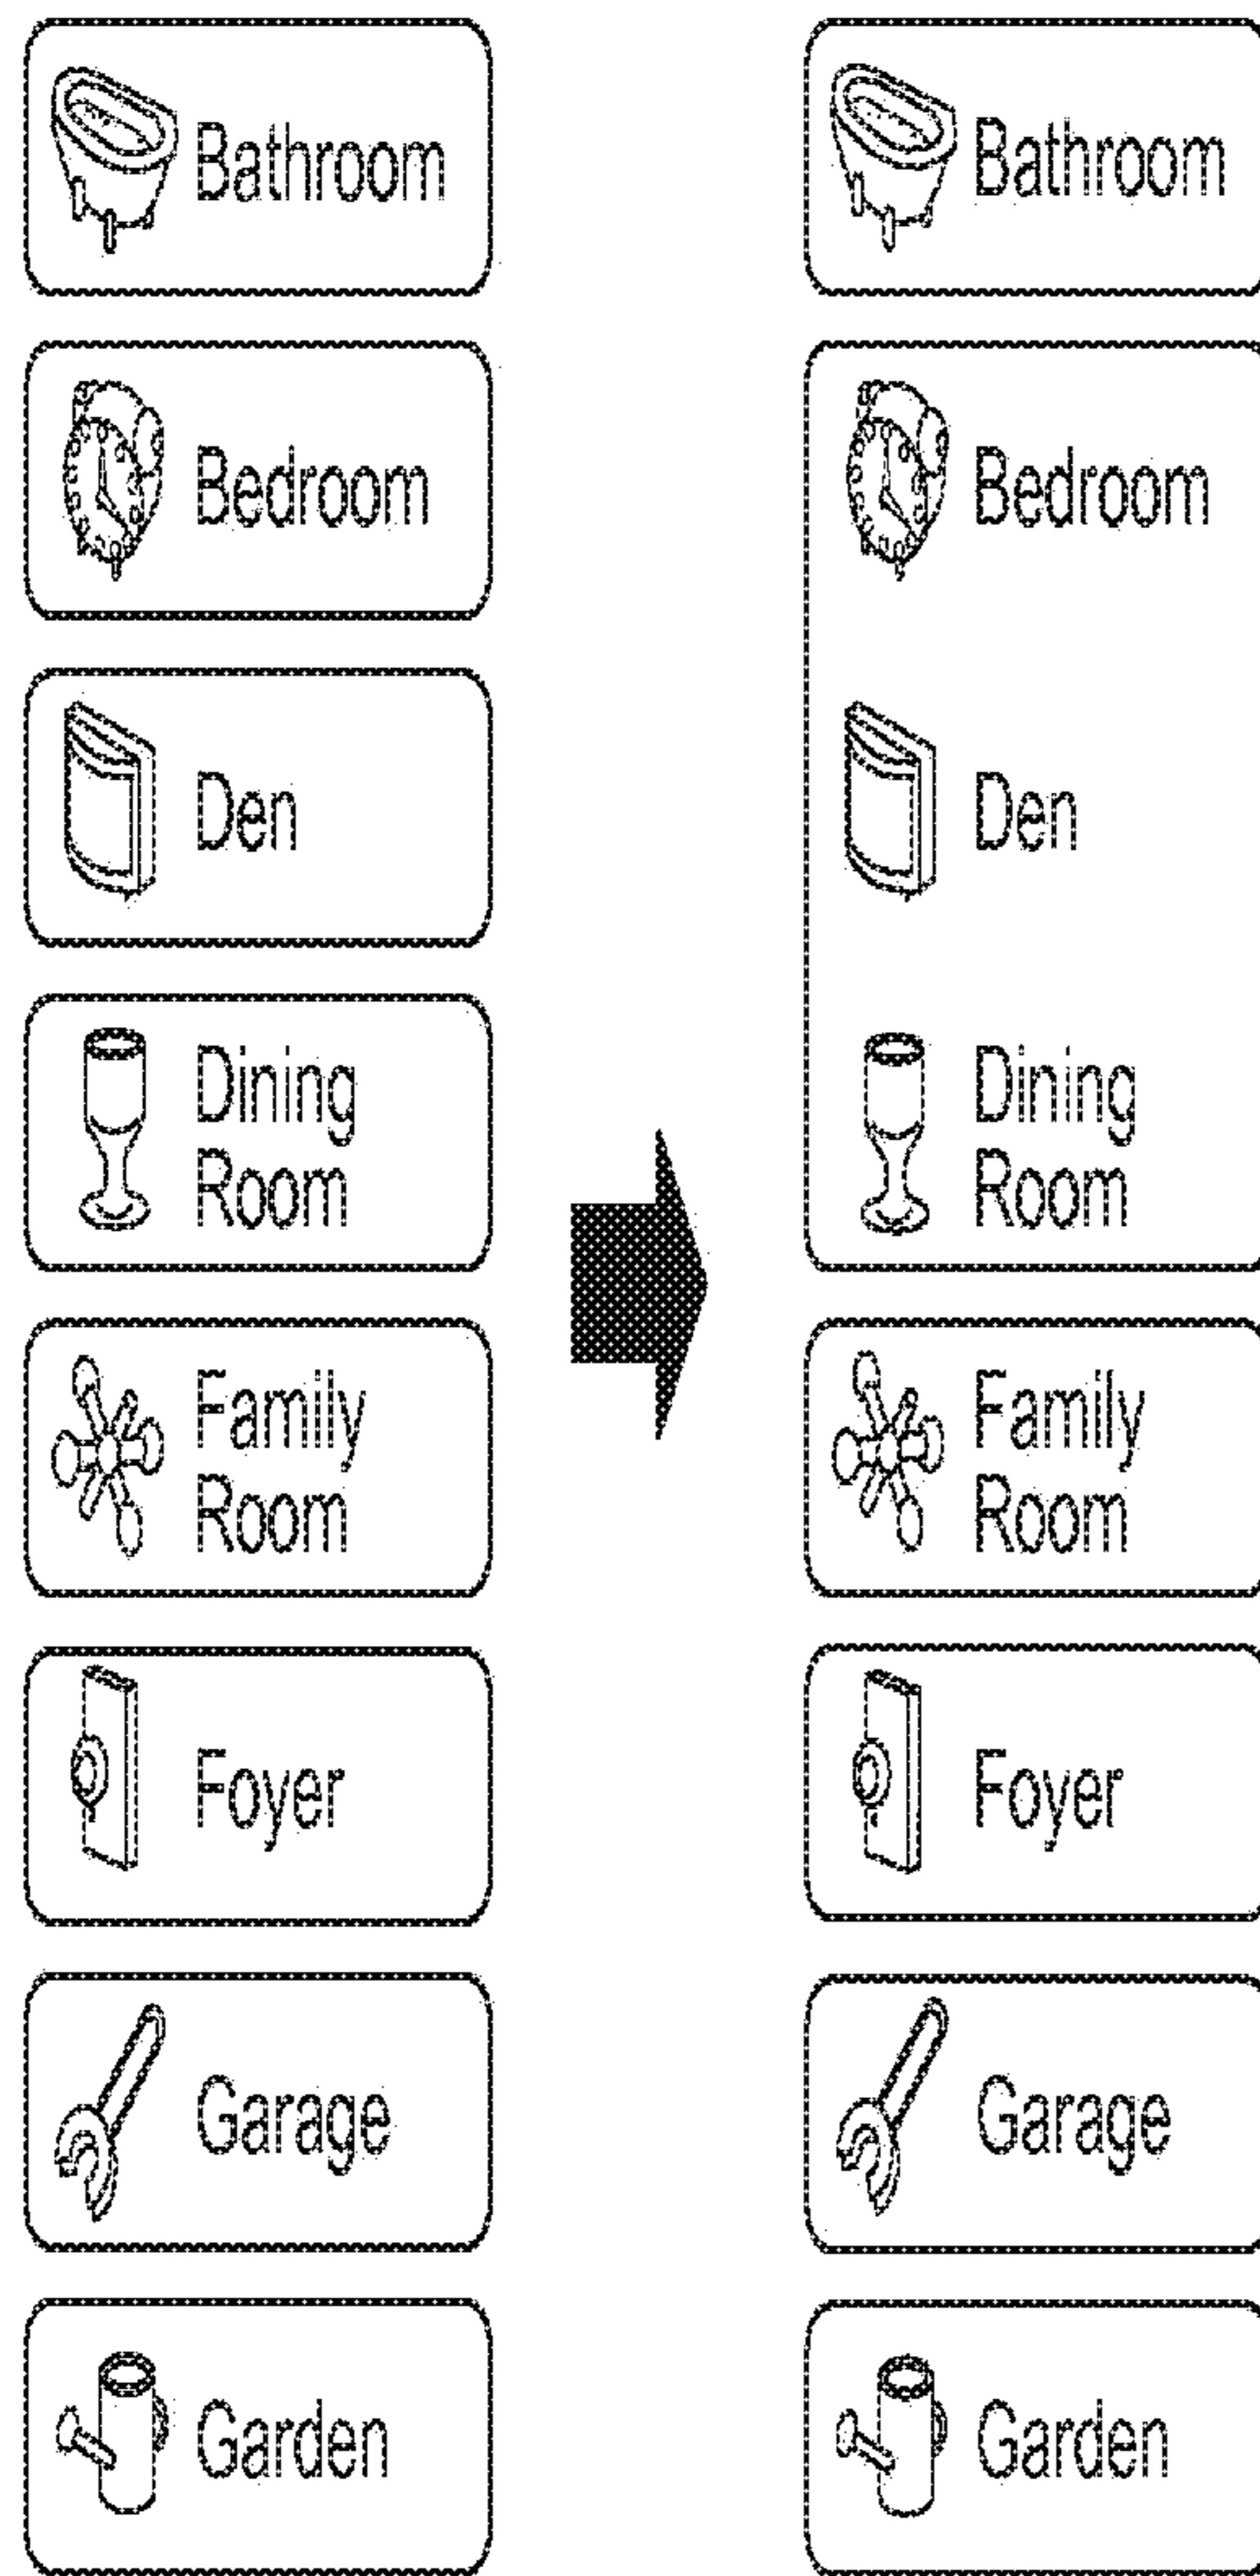 Bathroom
Bedroom
Den
Dining
Room
Family
Room
Foyer
Garage
Garden
Bathroom
Bedroom
Den
Dining
Room
Family
Room
Foyer
Garage
Garden